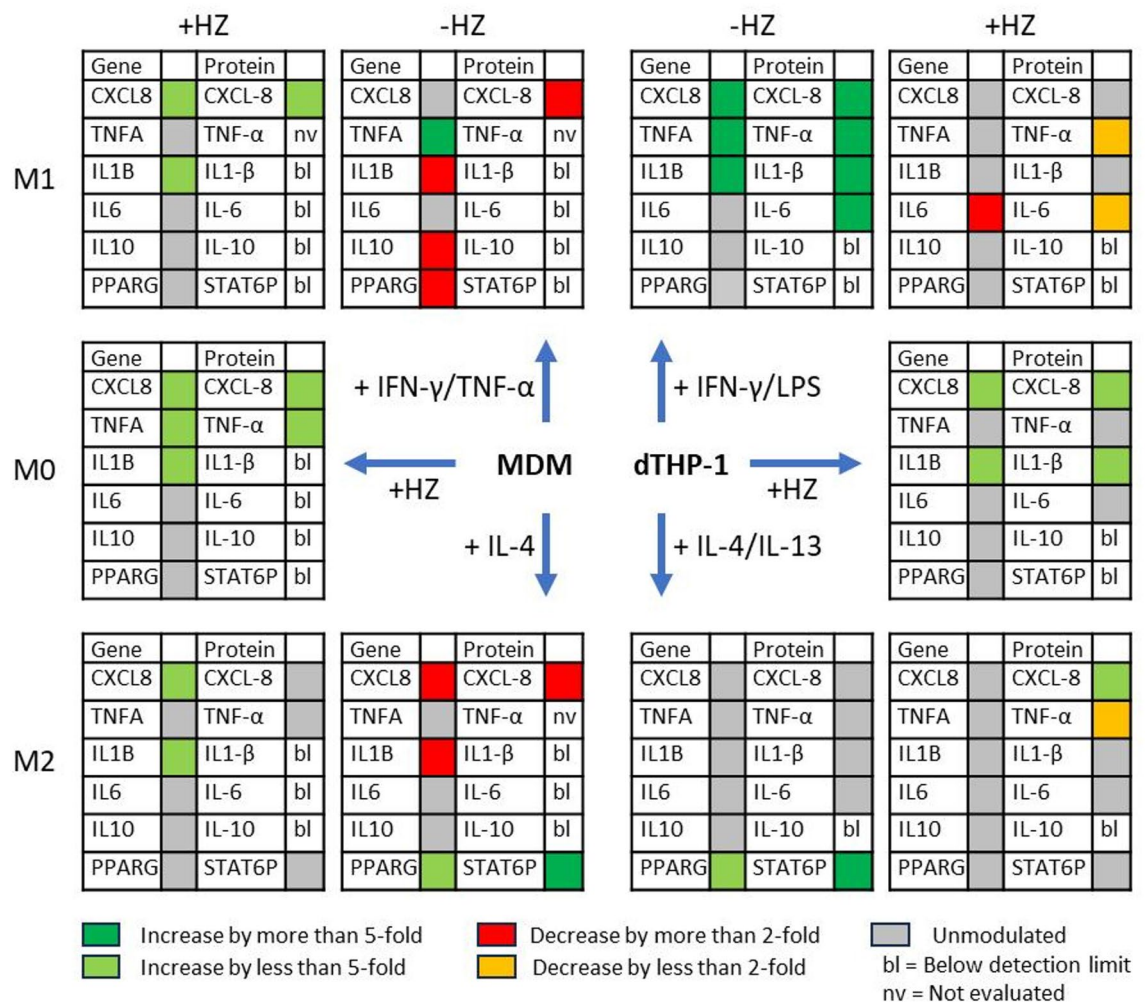 +HZ -HZ -HZ +HZ
M1
Gene Protein
CXCL8 CXCL-8
TNFA TNF-α nv
IL1B IL1-β bl
IL6 IL-6 bl
IL10 IL-10 bl
PPARG STAT6P bl
Gene Protein
CXCL8 CXCL-8
TNFA TNF-α nv
IL1B IL1-β bl
IL6 IL-6 bl
IL10 IL-10 bl
PPARG STAT6P bl
Gene Protein
CXCL8 CXCL-8
TNFA TNF-α
IL1B IL1-β
IL6 IL-6
IL10 IL-10 bl
PPARG STAT6P bl
Gene Protein
CXCL8 CXCL-8
TNFA TNF-α
IL1B IL1-β
IL6 IL-6
IL10 IL-10 bl
PPARG STAT6P bl
M0
Gene Protein
CXCL8 CXCL-8
TNFA TNF-α
IL1B IL1-β bl
IL6 IL-6 bl
IL10 IL-10 bl
PPARG STAT6P bl
+ IFN-γ/TNF-α
+ IFN-γ/LPS
MDM dTHP-1
+HZ
+HZ
+ IL-4
+ IL-4/IL-13
Gene Protein
CXCL8 CXCL-8
TNFA TNF-α
IL1B IL1-β
IL6 IL-6
IL10 IL-10 bl
PPARG STAT6P bl
M2
Gene Protein
CXCL8 CXCL-8
TNFA TNF-α
IL1B IL1-β bl
IL6 IL-6 bl
IL10 IL-10 bl
PPARG STAT6P
Gene Protein
CXCL8 CXCL-8
TNFA TNF-α nv
IL1B IL1-β bl
IL6 IL-6 bl
IL10 IL-10 bl
PPARG STAT6P
Gene Protein
CXCL8 CXCL-8
TNFA TNF-α
IL1B IL1-β
IL6 IL-6
IL10 IL-10 bl
PPARG STAT6P
Gene Protein
CXCL8 CXCL-8
TNFA TNF-α
IL1B IL1-β
IL6 IL-6
IL10 IL-10 bl
PPARG STAT6P
Increase by more than 5-fold
Increase by less than 5-fold
Decrease by more than 2-fold
Decrease by less than 2-fold
Unmodulated
bl = Below detection limit
nv = Not evaluated